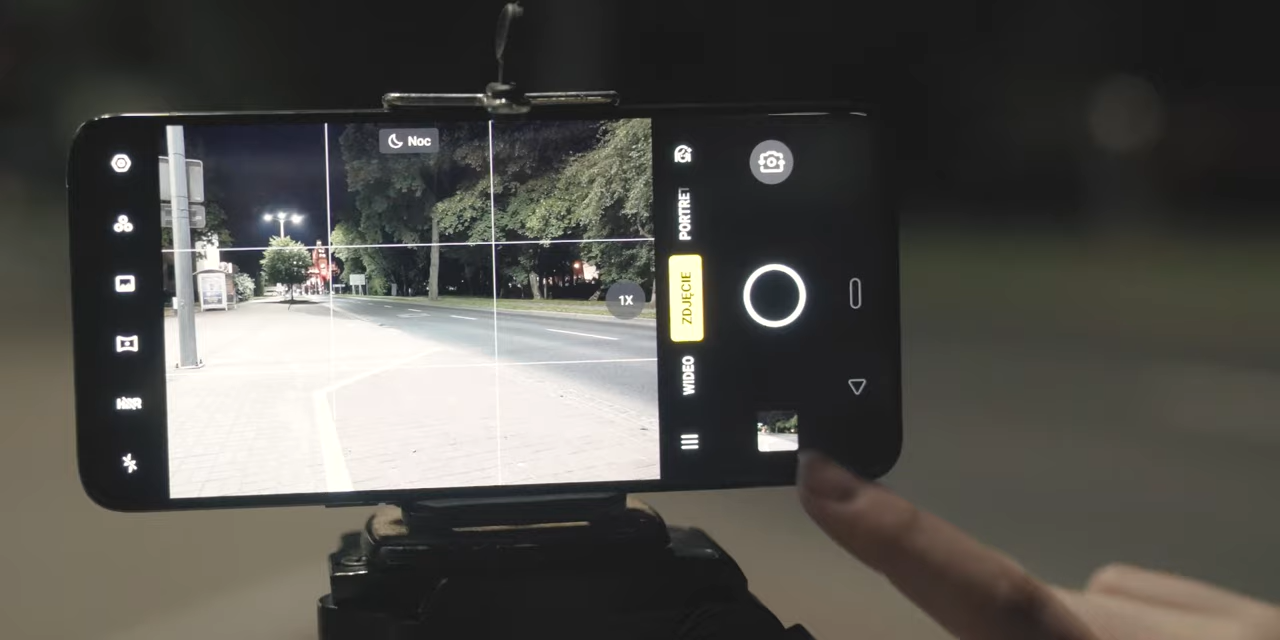 Noc
1X
PORTRET
ZDJĘCIE
WIDEO
HDR